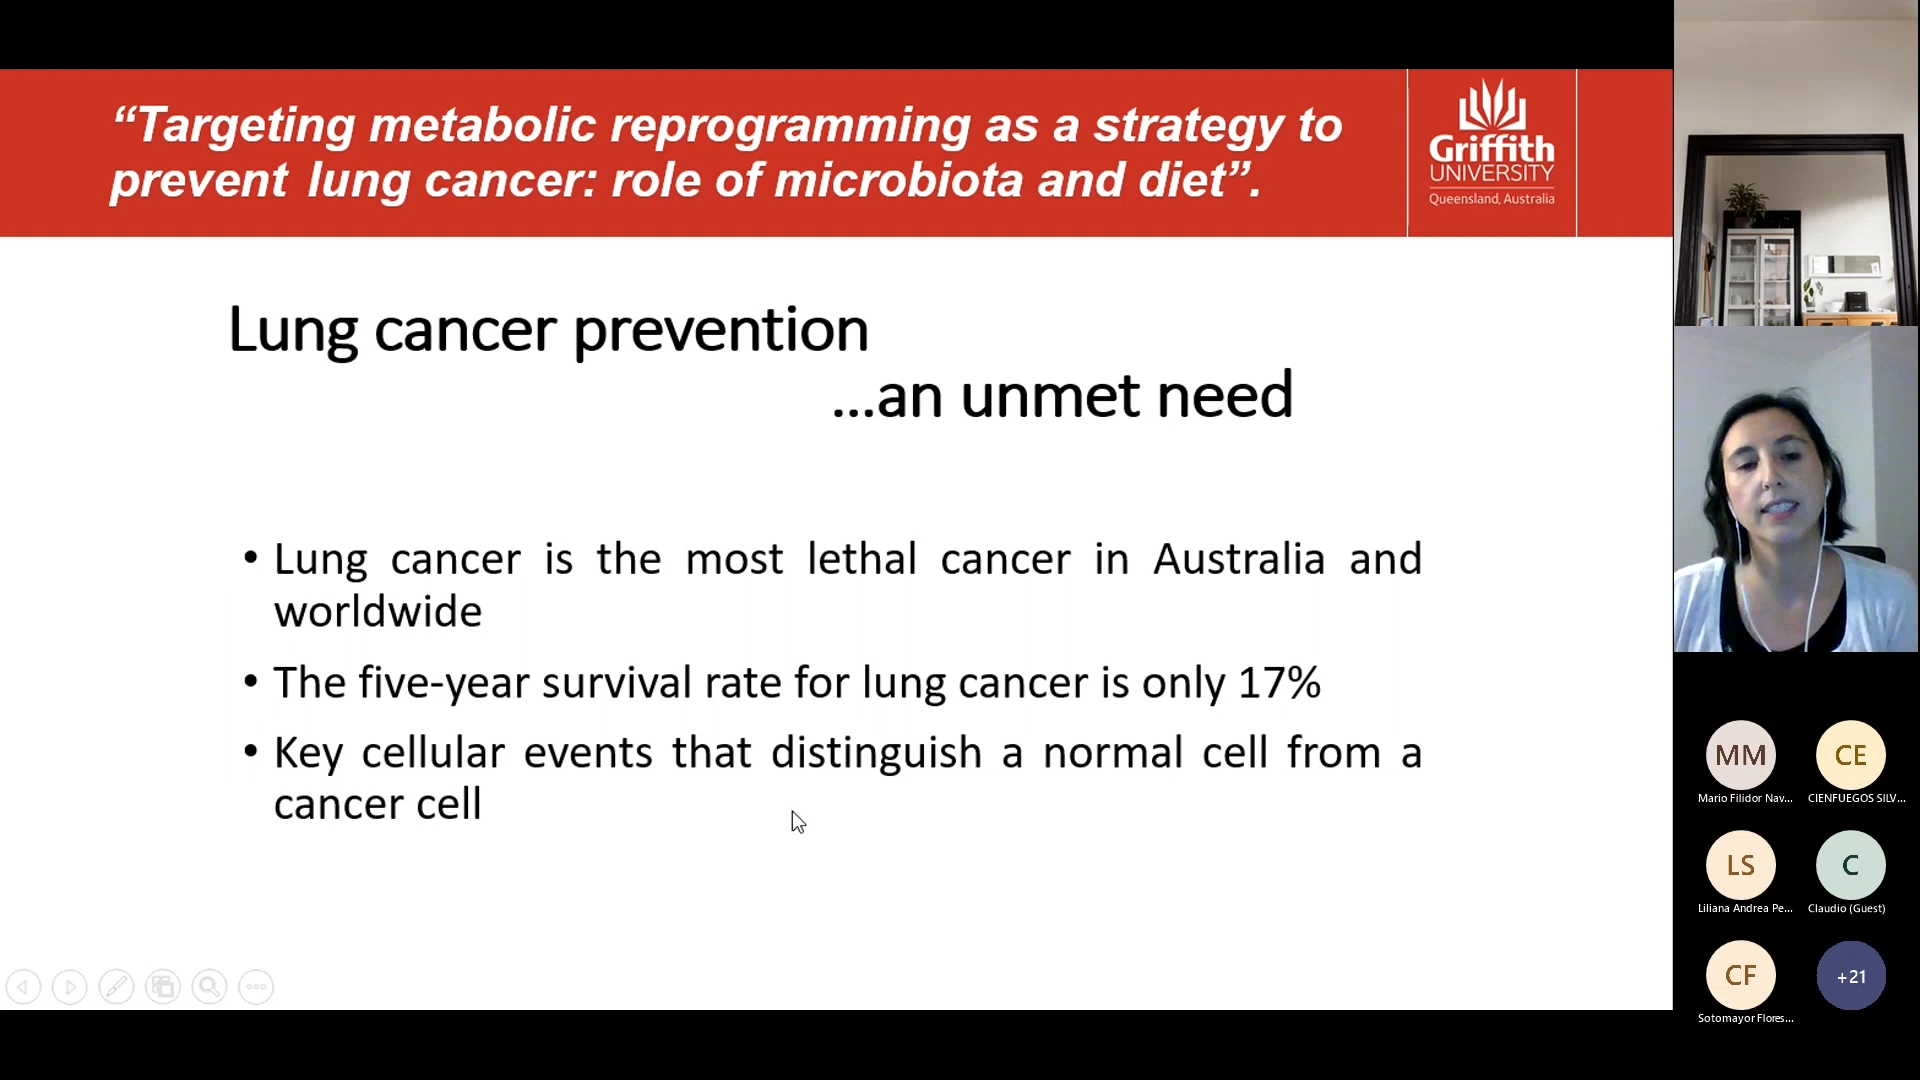 “Targeting metabolic reprogramming as a strategy to
prevent lung cancer: role of microbiota and diet”.
Griffith
UNIVERSITY
Queensland, Australia
Lung cancer prevention
...an unmet need
• Lung cancer is the most lethal cancer in Australia and
worldwide
• The five-year survival rate for lung cancer is only 17%
• Key cellular events that distinguish a normal cell from a
cancer cell
MM
Mario Filidor Nav...
CE
CIENFUEGOS SILV...
LS
Liliana Andrea Pe...
C
Claudio (Guest)
CF
Sotomayor Flores...
+21